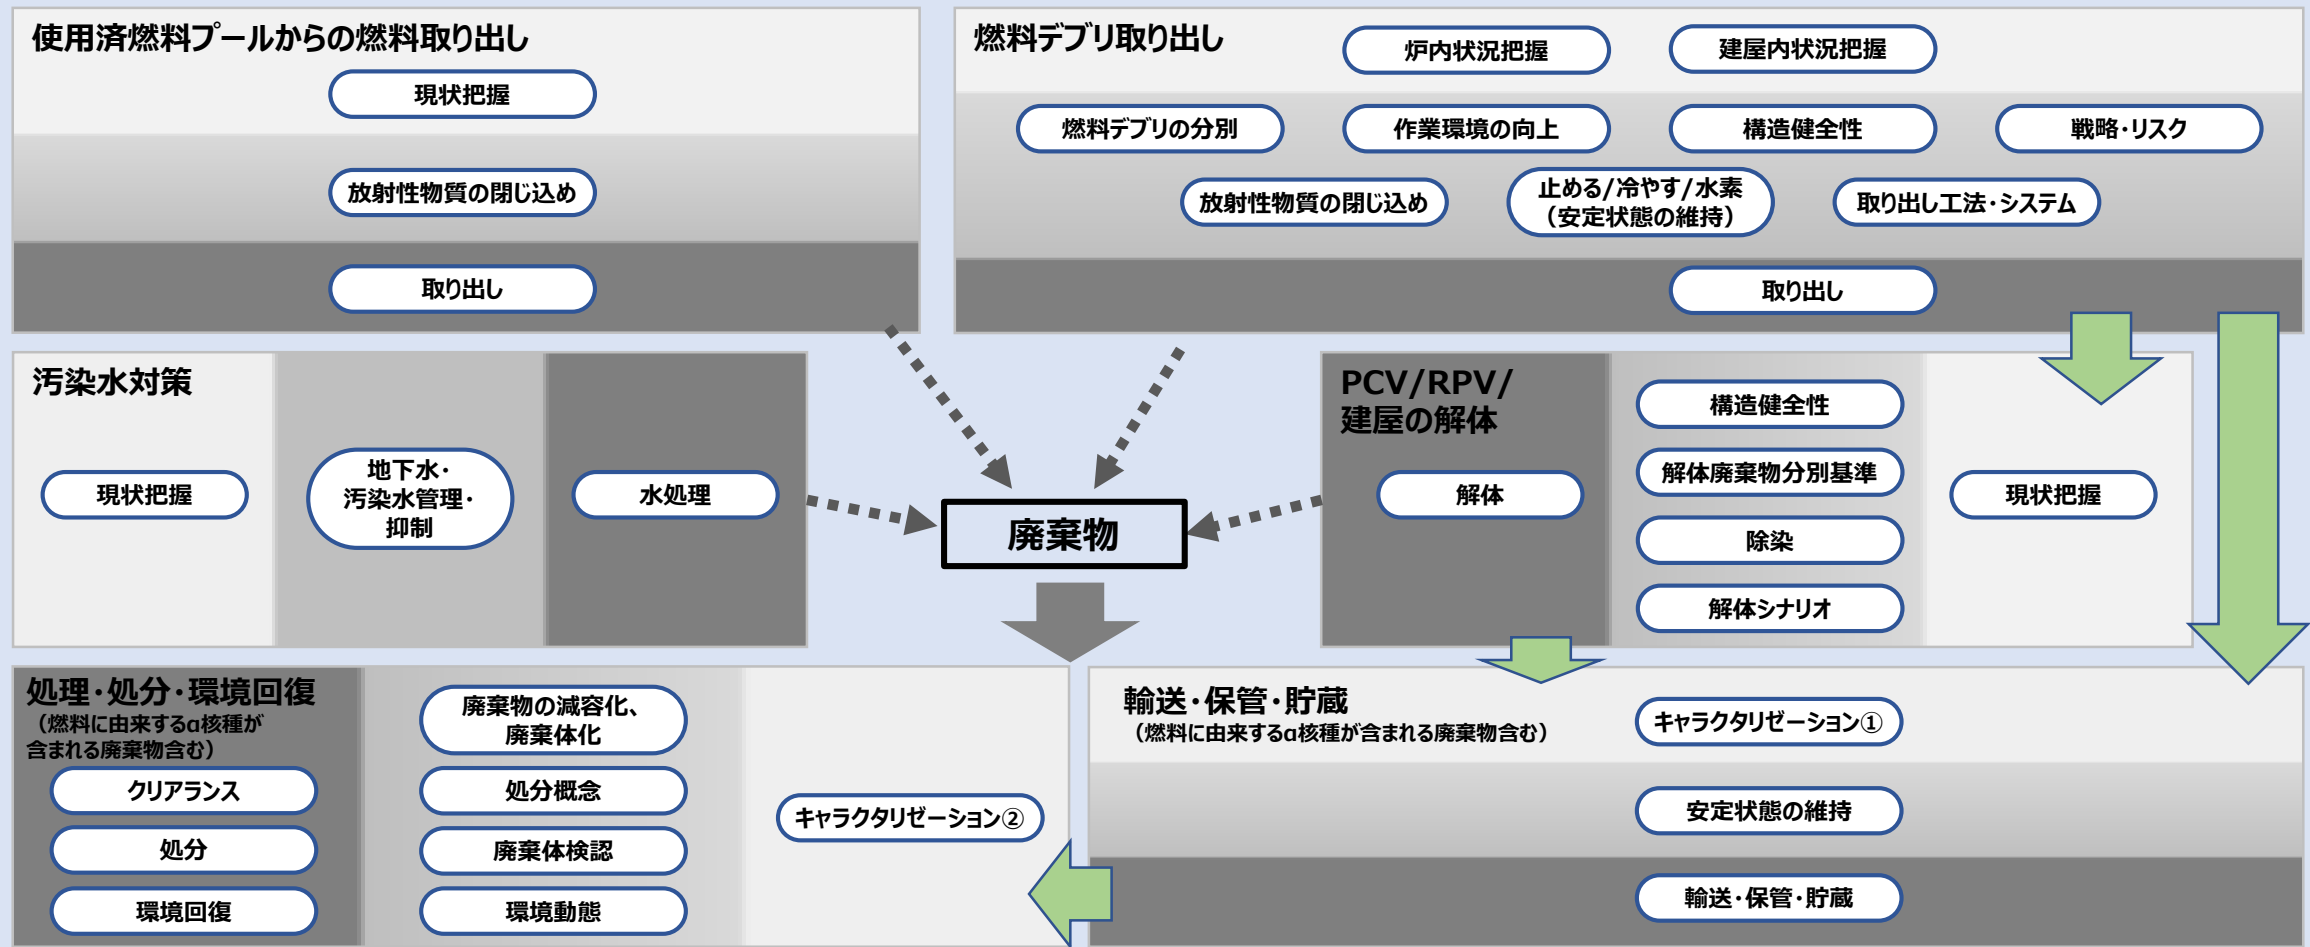 使用済燃料プールからの燃料取り出し
現状把握
放射性物質の閉じ込め
取り出し
燃料デブリ取り出し
炉内状況把握
建屋内状況把握
燃料デブリの分別
作業環境の向上
構造健全性
戦略・リスク
放射性物質の閉じ込め
止める/冷やす/水素
（安定状態の維持）
取り出し工法・システム
取り出し
汚染水対策
現状把握
地下水・
汚染水管理・
抑制
水処理
廃棄物
PCV/RPV/
建屋の解体
解体
構造健全性
解体廃棄物分別基準
除染
解体シナリオ
現状把握
処理・処分・環境回復
（燃料に由来するα核種が
含まれる廃棄物含む）
クリアランス
処分
環境回復
廃棄物の減容化、
廃棄体化
処分概念
廃棄体検認
環境動態
キャラクタリゼーション②
輸送・保管・貯蔵
（燃料に由来するα核種が含まれる廃棄物含む）
キャラクタリゼーション①
安定状態の維持
輸送・保管・貯蔵